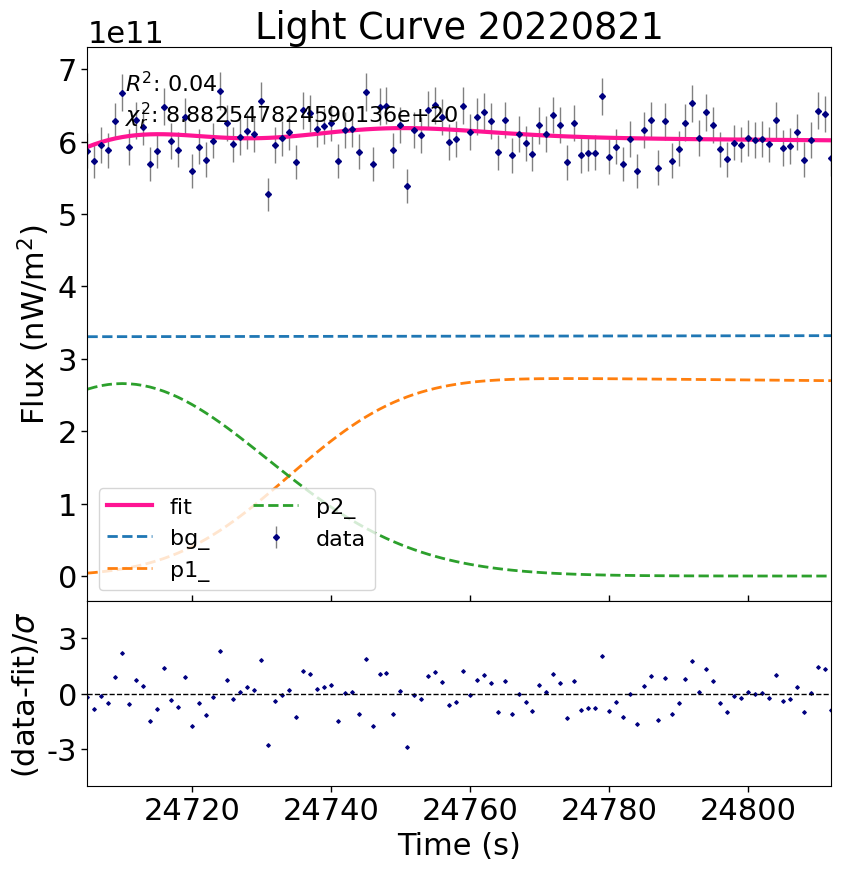 Light Curve 20220821
1e11
R²: 0.04
χ²ᵣ: 8.882547824590136e+20
7
6
5
4
3
2
1
0
Flux (nW/m²)
fit
bg_
p1_
p2_
data
3
0
-3
(data-fit)/σ
24720 24740 24760 24780 24800
Time (s)